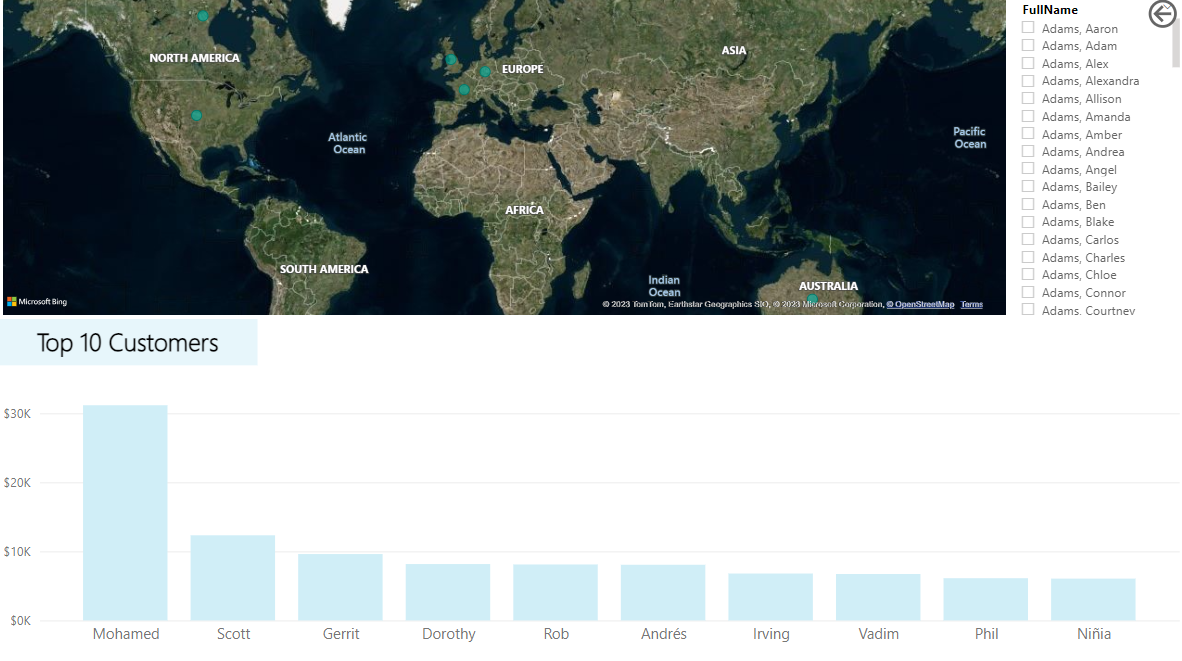 NORTH AMERICA
EUROPE
ASIA
Atlantic
Ocean
Pacific
Ocean
AFRICA
SOUTH AMERICA
Indian
Ocean
AUSTRALIA
Microsoft Bing
© 2023 TomTom, Earthstar Geographics SIO, © 2023 Microsoft Corporation, © OpenStreetMap Terms
FullName
Adams, Aaron
Adams, Adam
Adams, Alex
Adams, Alexandra
Adams, Allison
Adams, Amanda
Adams, Amber
Adams, Andrea
Adams, Angel
Adams, Bailey
Adams, Ben
Adams, Blake
Adams, Carlos
Adams, Charles
Adams, Chloe
Adams, Connor
Adams, Courtney
Top 10 Customers
$30K
$20K
$10K
$0K
Mohamed Scott Gerrit Dorothy Rob Andrés Irving Vadim Phil Niñia